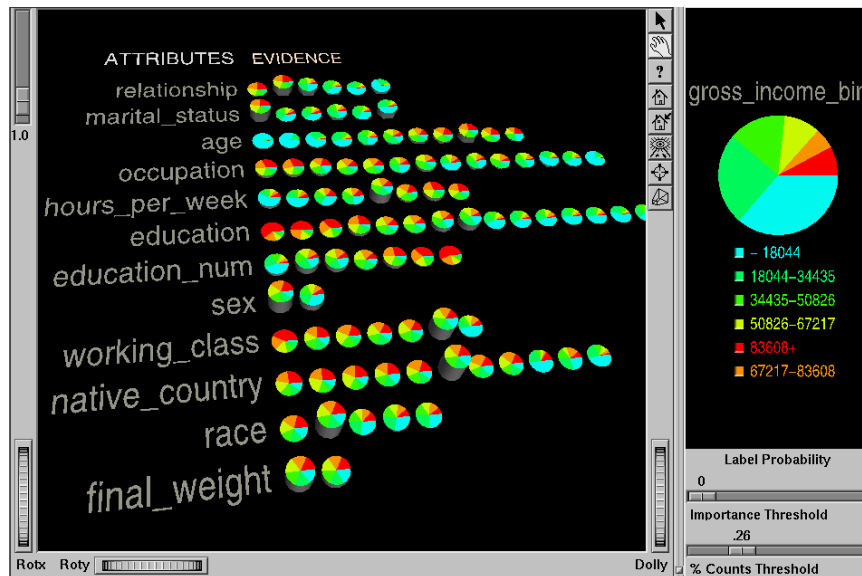 ATTRIBUTES EVIDENCE
relationship
marital_status
age
occupation
hours_per_week
education
education_num
sex
working_class
native_country
race
final_weight
1.0
?
Rotx Roty Dolly
gross_income_bin
- 18044
18044-34435
34435-50826
50826-67217
83608+
67217-83608
Label Probability
0
Importance Threshold
.26
% Counts Threshold